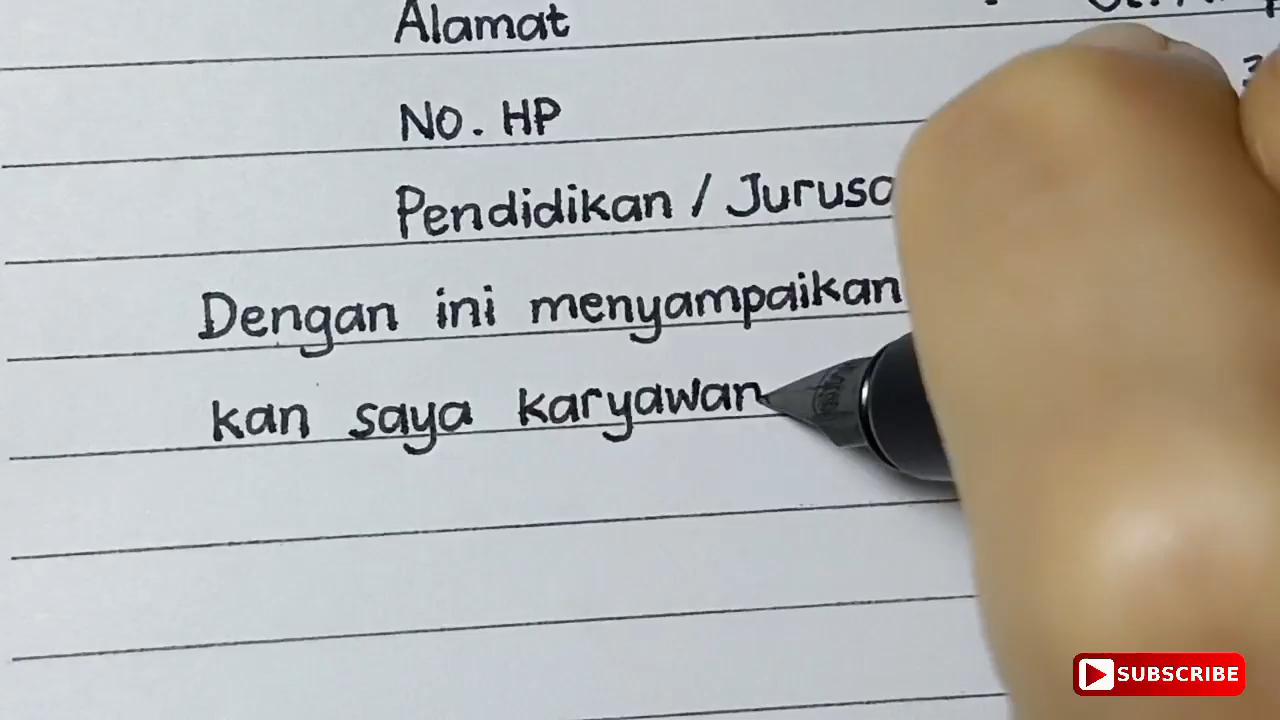 Alamat :
No. HP
Pendidikan / Jurusa
Dengan ini menyampaikan
kan saya karyawan
SUBSCRIBE